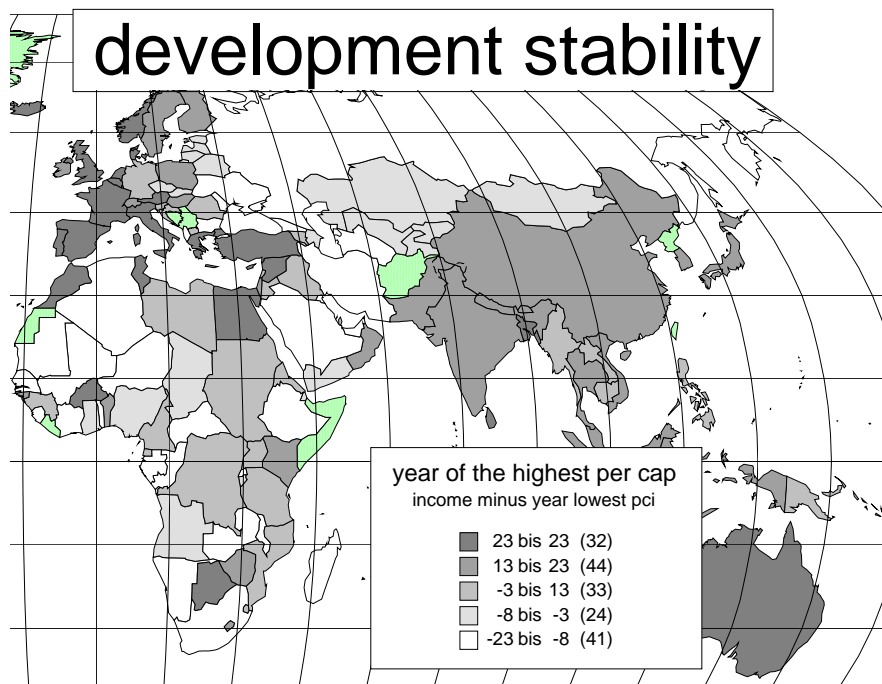 development stability
year of the highest per cap
income minus year lowest pci
23 bis 23 (32)
13 bis 23 (44)
-3 bis 13 (33)
-8 bis -3 (24)
-23 bis -8 (41)